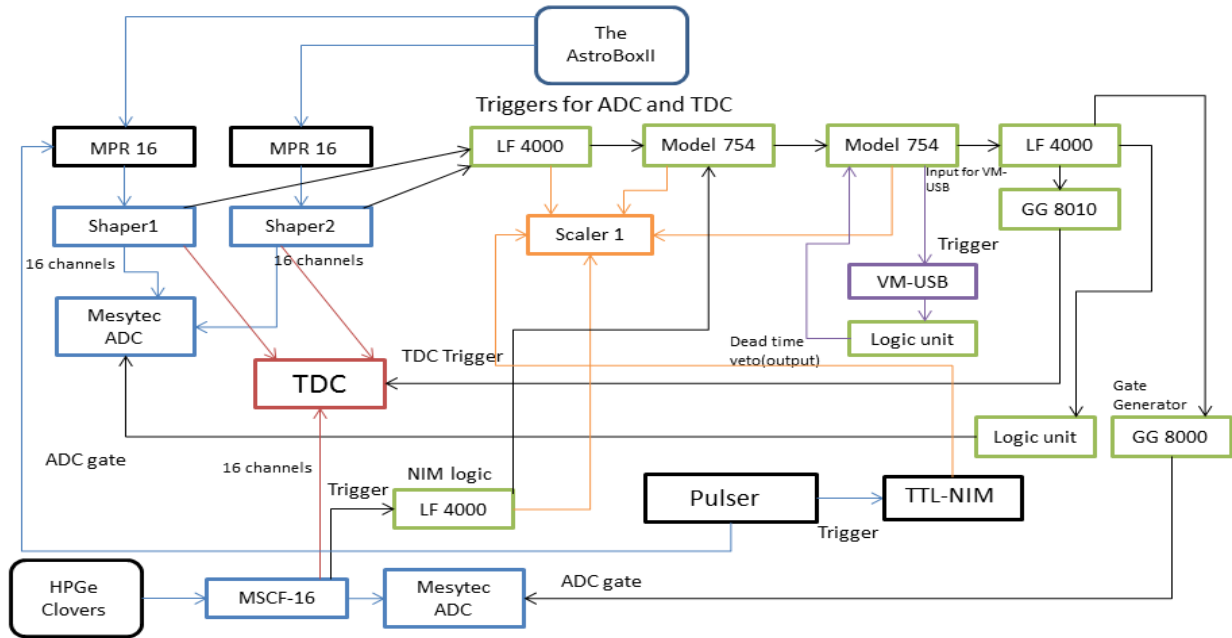 The
AstroBoxII
Triggers for ADC and TDC
MPR 16
MPR 16
LF 4000
Model 754
Model 754
LF 4000
Input for VM-
USB
Shaper1
Shaper2
Scaler 1
GG 8010
16 channels
16 channels
Trigger
VM-USB
Mesytec
ADC
Logic unit
Dead time
veto(output)
TDC Trigger
TDC
Gate
Generator
Logic unit
GG 8000
ADC gate
16 channels
NIM logic
Trigger
LF 4000
Pulser
TTL-NIM
Trigger
HPGe
Clovers
MSCF-16
Mesytec
ADC
ADC gate